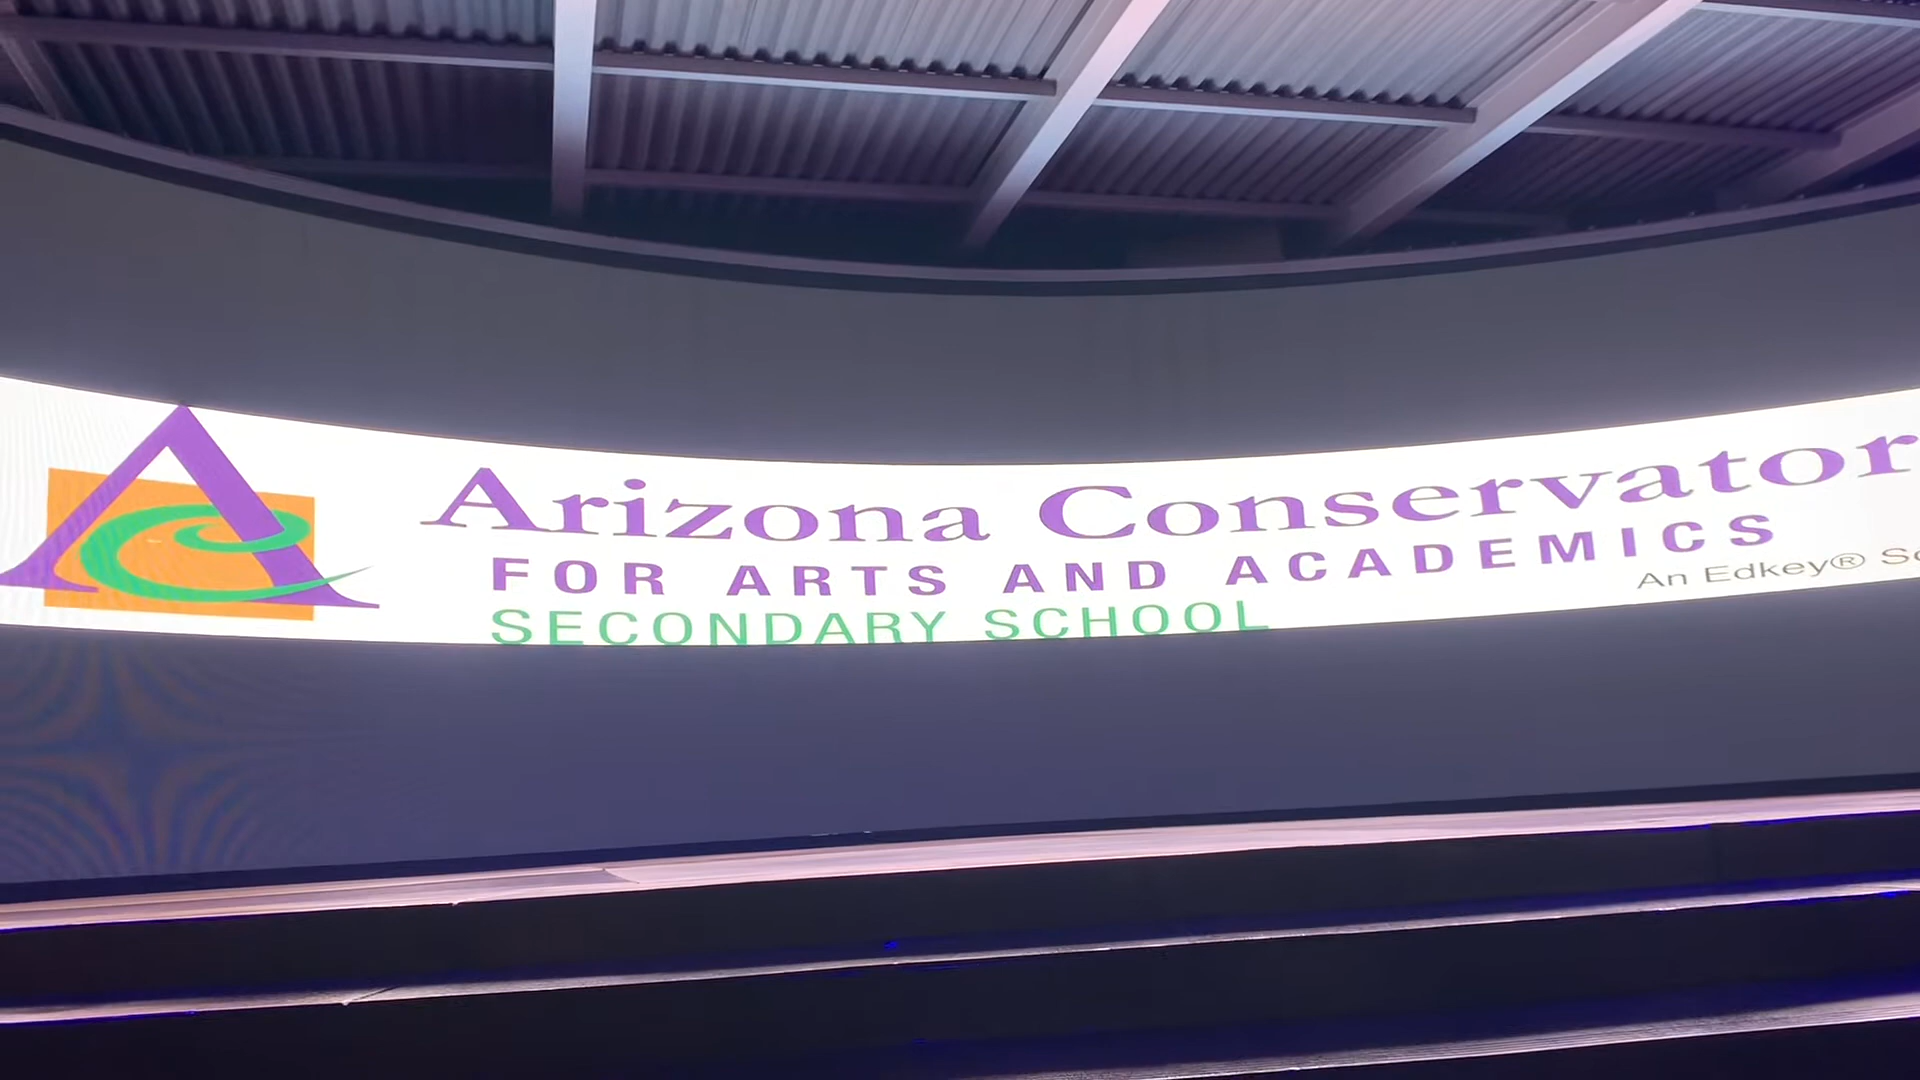 Arizona Conservator
FOR ARTS AND ACADEMICS
An Edkey®
SECONDARY SCHOOL